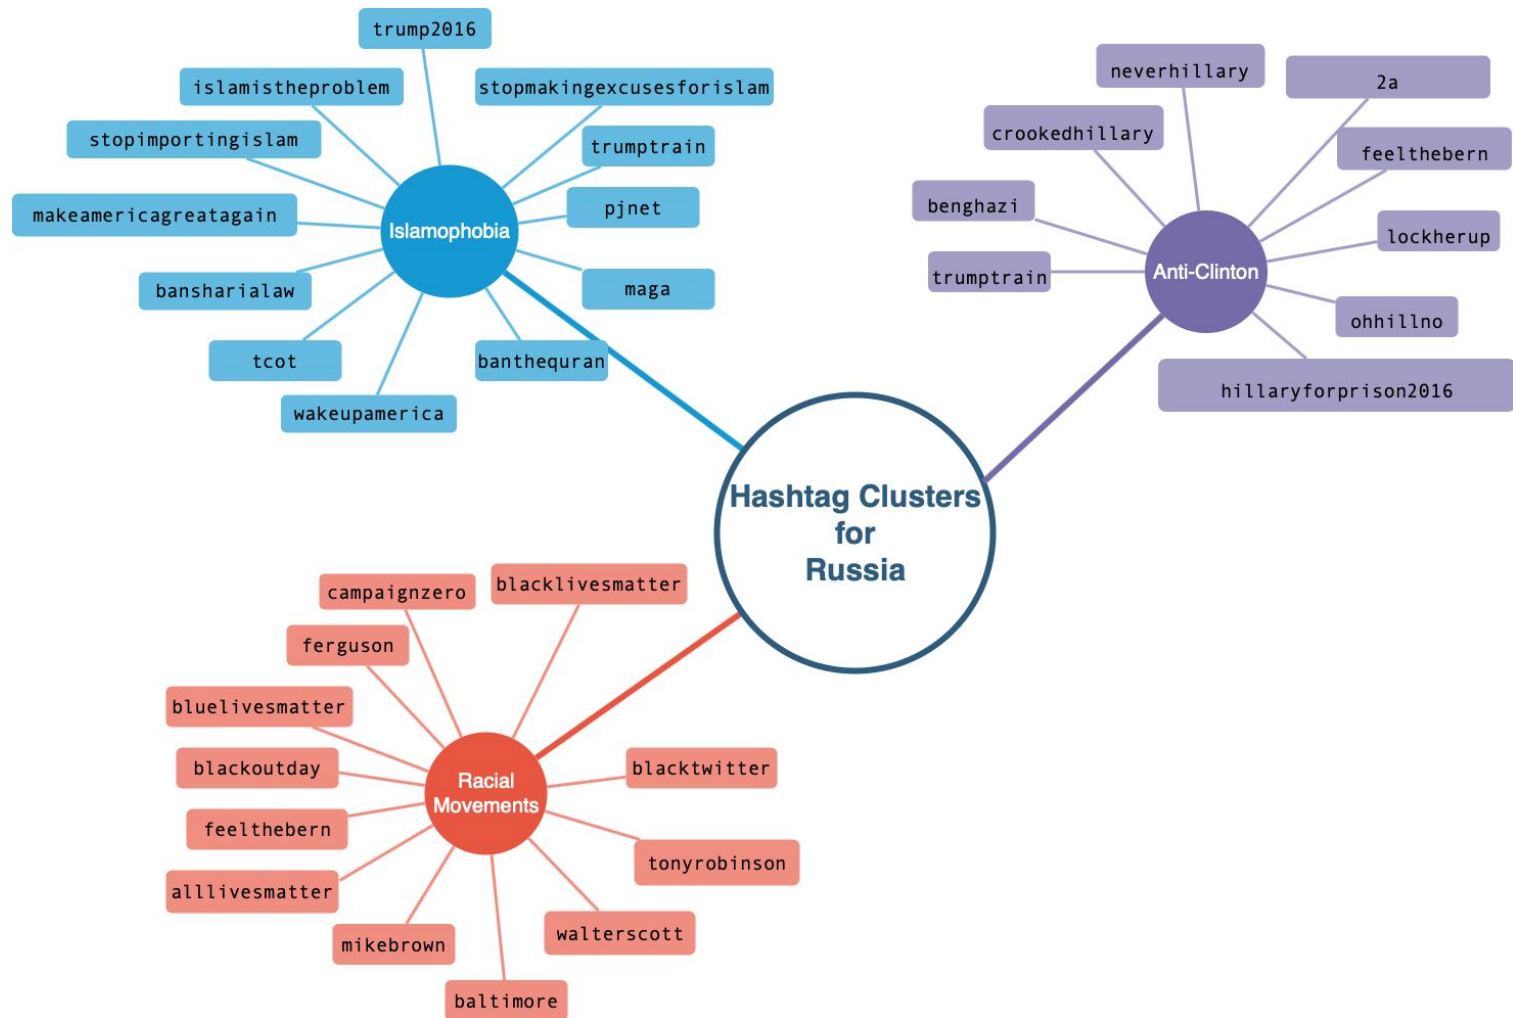 trump2016
islamistheproblem
stopmakingexcusesforislam
stopimportingislam
trumptrain
makeamericagreatagain
pjnet
Islamophobia
bansharialaw
maga
tcot
banthequran
wakeupamerica
neverhillary
2a
crookedhillary
feelthebern
benghazi
lockherup
trumptrain
Anti-Clinton
ohhillno
hillaryforprison2016
Hashtag Clusters
for
Russia
campaignzero
blacklivesmatter
ferguson
bluelivesmatter
blackoutday
blacktwitter
Racial
Movements
feelthebern
tonyrobinson
alllivesmatter
walterscott
mikebrown
baltimore